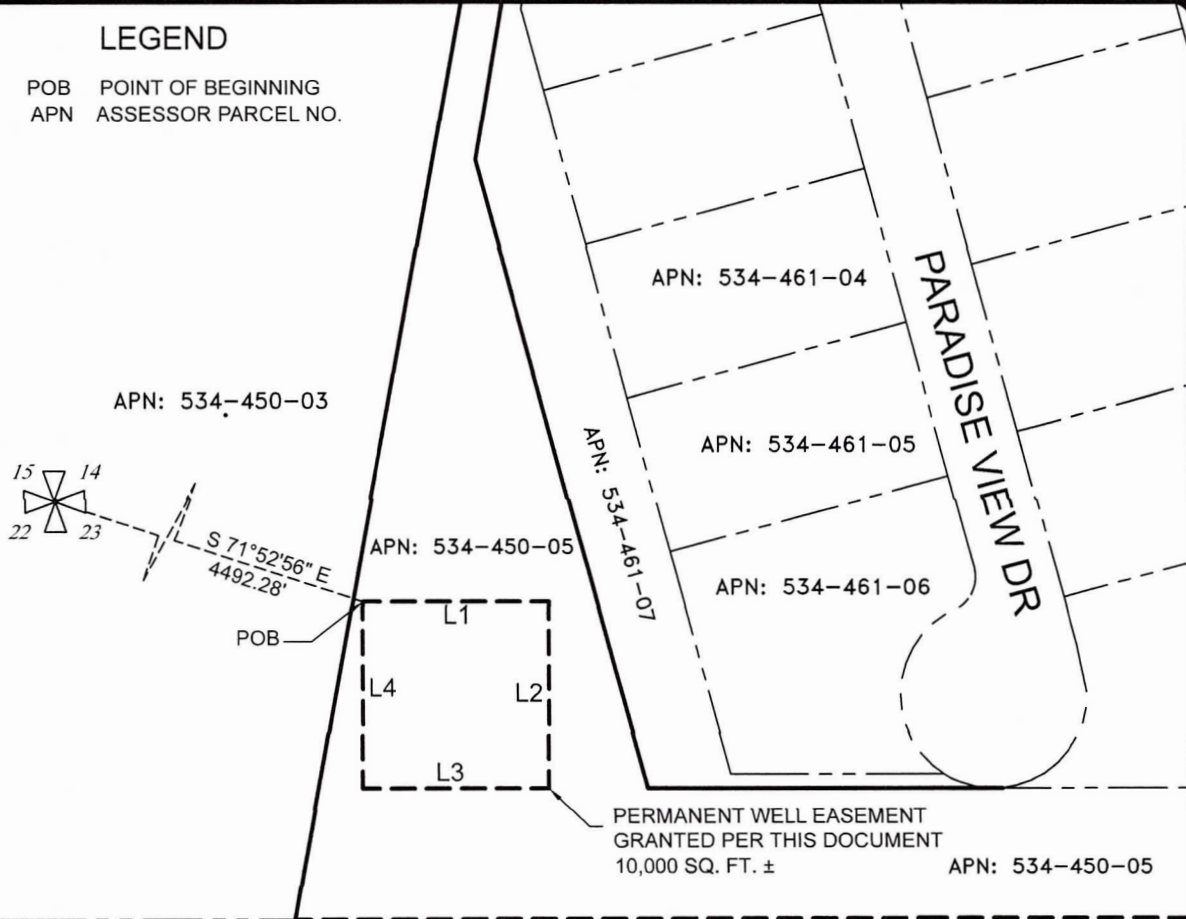 LEGEND
POB POINT OF BEGINNING
APN ASSESSOR PARCEL NO.
APN: 534-461-04
PARADISE VIEW DR
APN: 534-450-03
APN: 534-461-05
APN: 534-461-07
15 14
22 23
S 71°52'56" E
4492.28'
APN: 534-450-05
APN: 534-461-06
L1
POB
L4
L2
L3
PERMANENT WELL EASEMENT
GRANTED PER THIS DOCUMENT
10,000 SQ. FT. ±
APN: 534-450-05